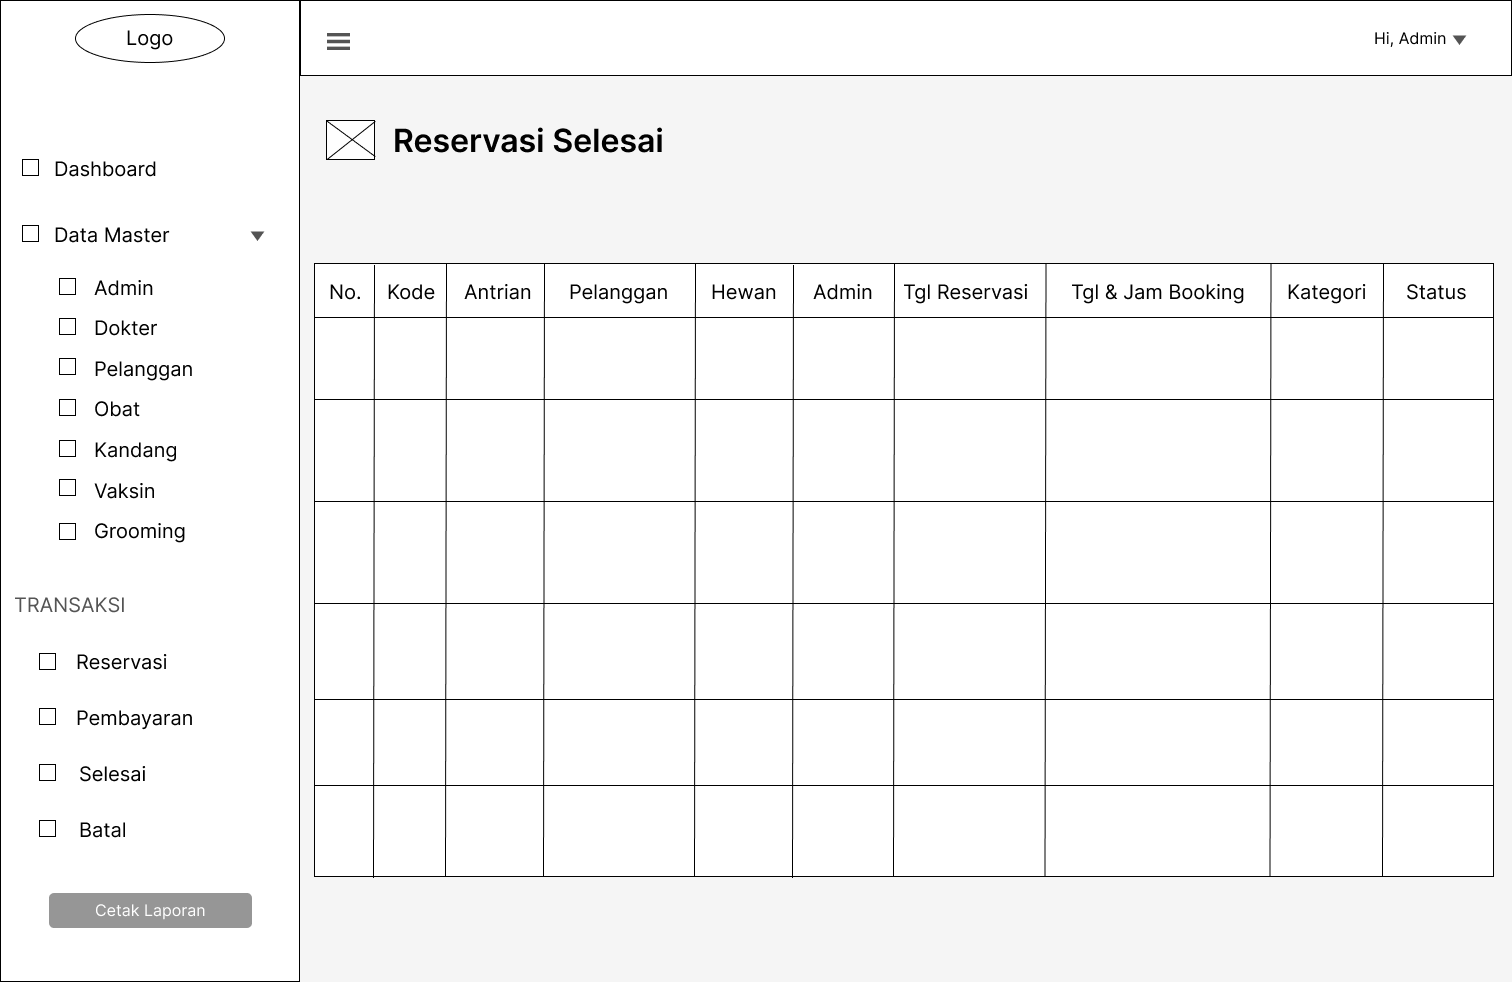 Logo
Hi, Admin
Reservasi Selesai
Dashboard
Data Master
Admin
Dokter
Pelanggan
Obat
Kandang
Vaksin
Grooming
TRANSAKSI
Reservasi
Pembayaran
Selesai
Batal
Cetak Laporan
No. Kode Antrian Pelanggan Hewan Admin Tgl Reservasi Tgl & Jam Booking Kategori Status